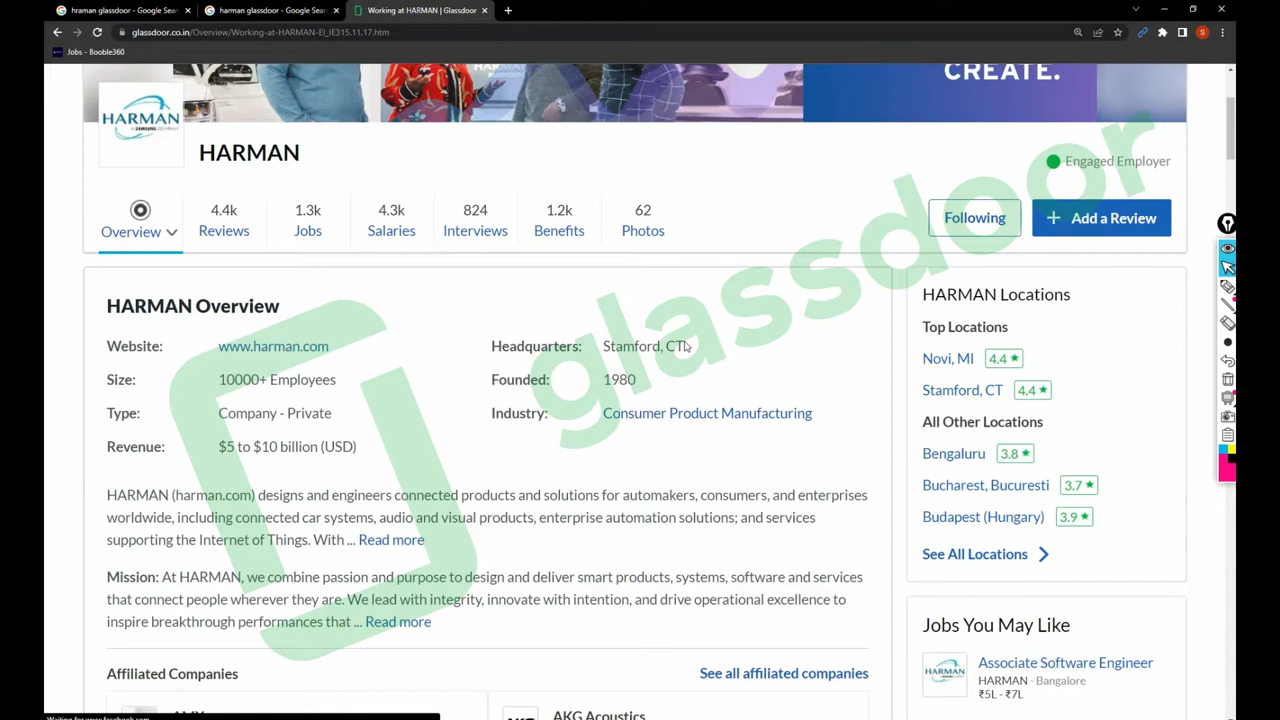 hraman glassdoor - Google Sear
harman glassdoor - Google Sear
Working at HARMAN | Glassdoor
glassdoor.co.in/Overview/Working-at-HARMAN-EI_IE315.11,17.htm
S
Jobs - Booble360
CREATE.
HARMAN
A SAMSUNG COMPANY
HARMAN
Engaged Employer
Overview
4.4k
Reviews
1.3k
Jobs
4.3k
Salaries
824
Interviews
1.2k
Benefits
62
Photos
Following
+ Add a Review
glassdoor
HARMAN Overview
Website: www.harman.com
Headquarters: Stamford, CT
Size: 10000+ Employees
Founded: 1980
Type: Company - Private
Industry: Consumer Product Manufacturing
Revenue: $5 to $10 billion (USD)
HARMAN (harman.com) designs and engineers connected products and solutions for automakers, consumers, and enterprises
worldwide, including connected car systems, audio and visual products, enterprise automation solutions; and services
supporting the Internet of Things. With ... Read more
Mission: At HARMAN, we combine passion and purpose to design and deliver smart products, systems, software and services
that connect people wherever they are. We lead with integrity, innovate with intention, and drive operational excellence to
inspire breakthrough performances that ... Read more
Affiliated Companies
See all affiliated companies
AMX
AKG
AKG Acoustics
HARMAN Locations
Top Locations
Novi, MI 4.4 ★
Stamford, CT 4.4 ★
All Other Locations
Bengaluru 3.8 ★
Bucharest, Bucuresti 3.7 ★
Budapest (Hungary) 3.9 ★
See All Locations
Jobs You May Like
HARMAN
Associate Software Engineer
HARMAN - Bangalore
₹5L - ₹7L
Waiting for www.facebook.com